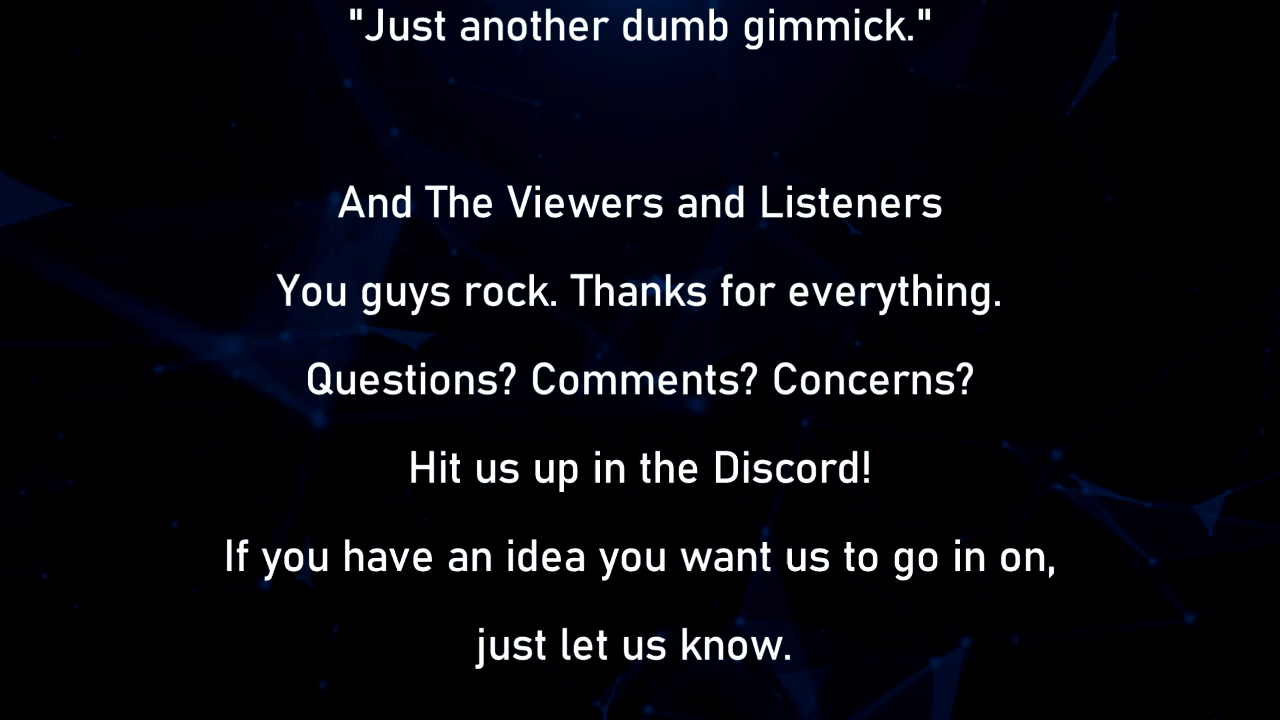 "Just another dumb gimmick."
And The Viewers and Listeners
You guys rock. Thanks for everything.
Questions? Comments? Concerns?
Hit us up in the Discord!
If you have an idea you want us to go in on,
just let us know.